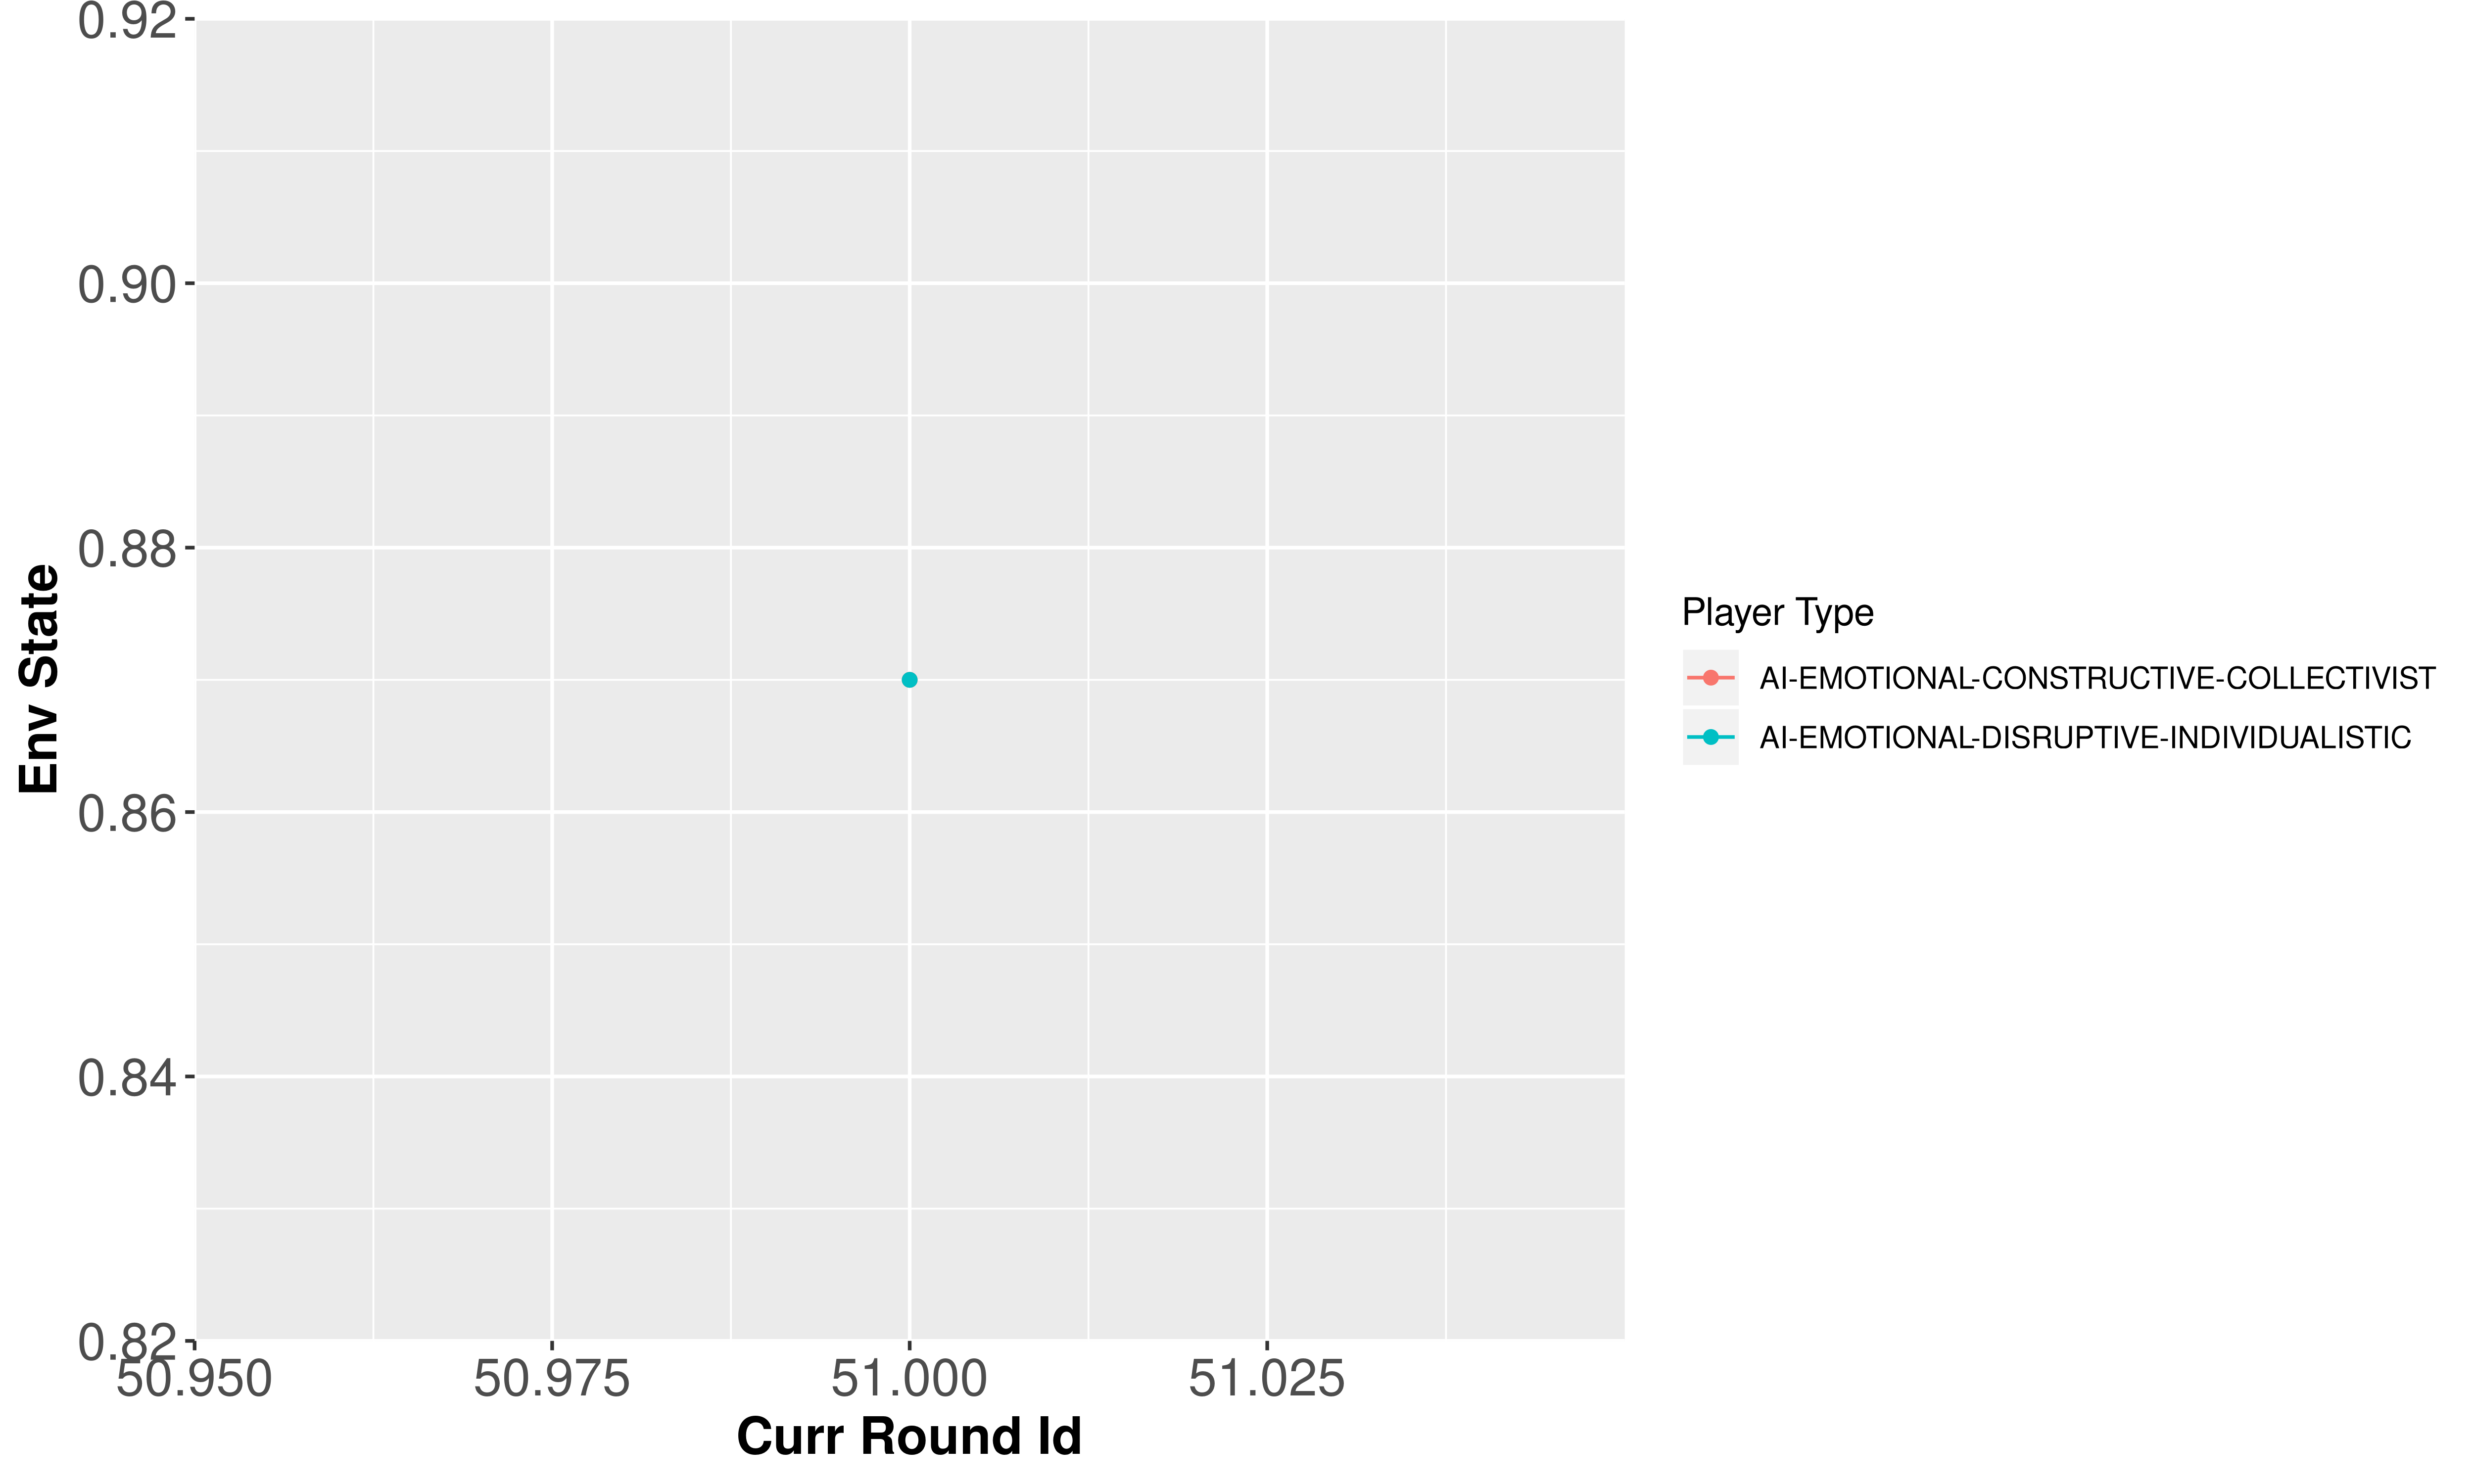 0.92
0.90
0.88
0.86
0.84
0.82
Env State
50.950
50.975
51.000
51.025
Curr Round Id
Player Type
AI-EMOTIONAL-CONSTRUCTIVE-COLLECTIVIST
AI-EMOTIONAL-DISRUPTIVE-INDIVIDUALISTIC